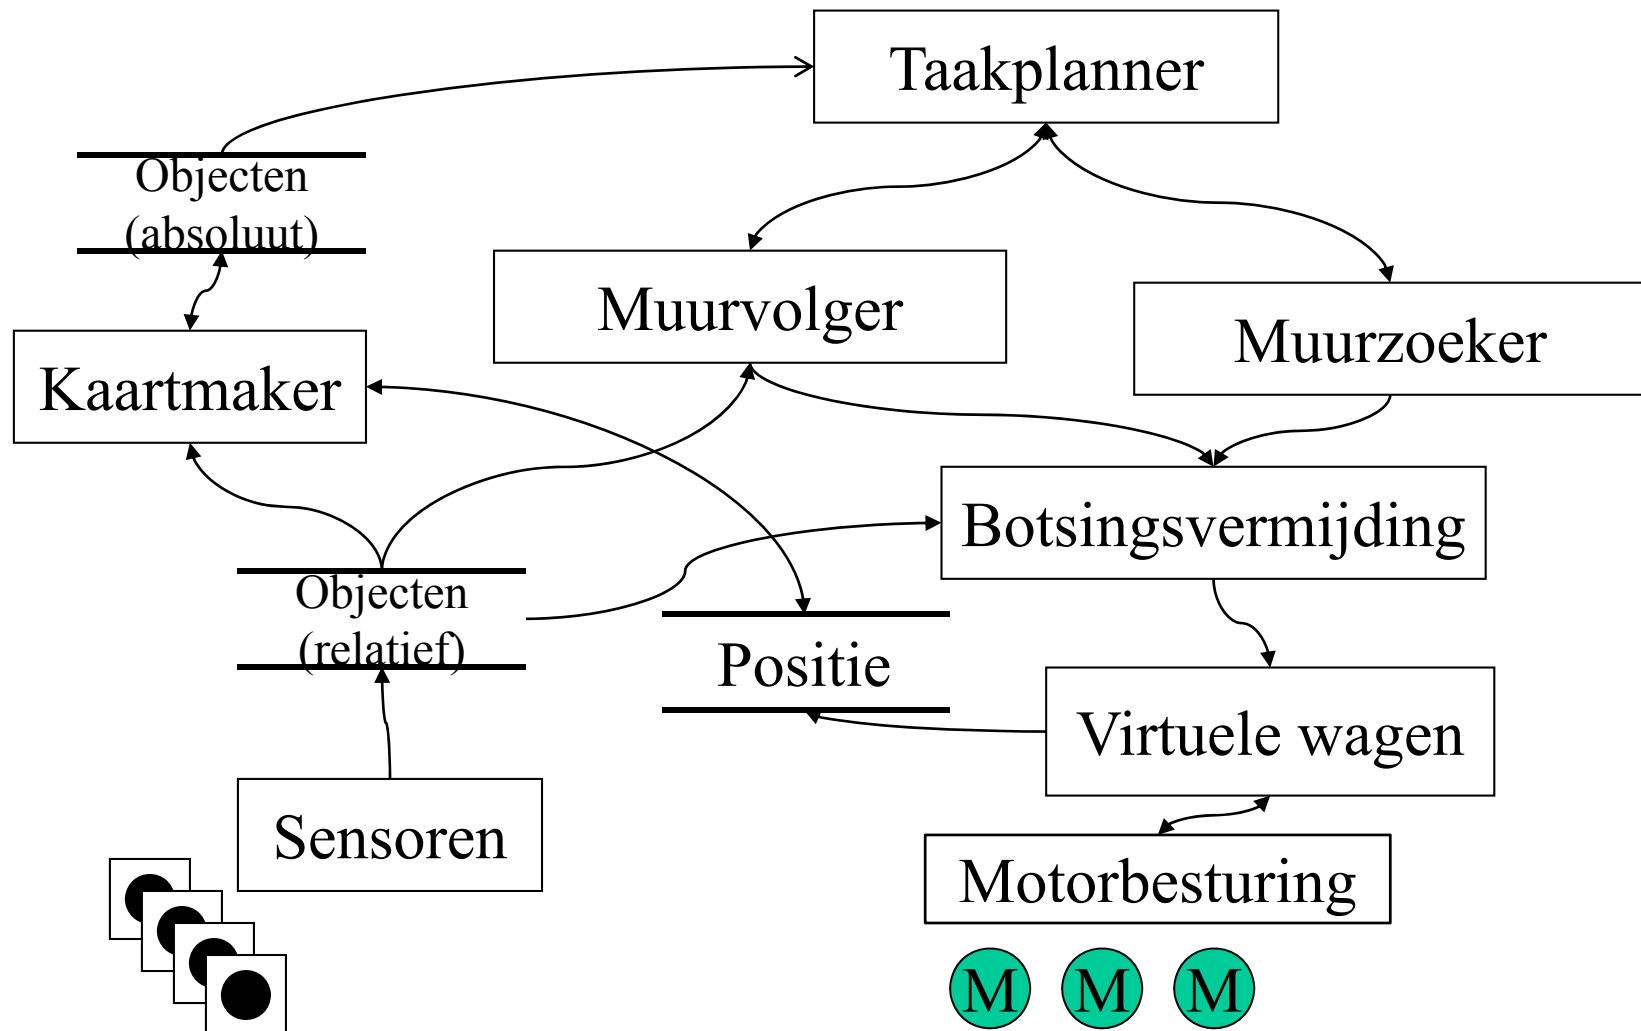 Taakplanner
Objecten
(absoluut)
Muurvolger
Muurzoeker
Kaartmaker
Botsingsvermijding
Objecten
(relatief)
Positie
Virtuele wagen
Sensoren
Motorbesturing
M M M